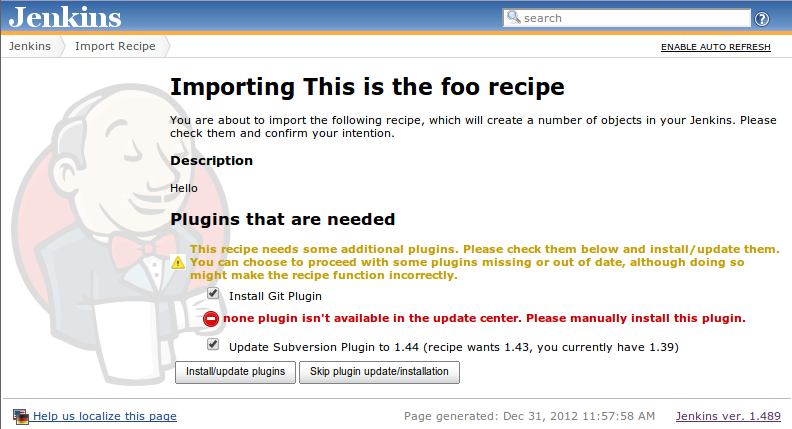 Jenkins
search
Jenkins
Import Recipe
ENABLE AUTO REFRESH
Importing This is the foo recipe
You are about to import the following recipe, which will create a number of objects in your Jenkins. Please
check them and confirm your intention.
Description
Hello
Plugins that are needed
This recipe needs some additional plugins. Please check them below and install/update them.
You can choose to proceed with some plugins missing or out of date, although doing so
might make the recipe function incorrectly.
Install Git Plugin
none plugin isn't available in the update center. Please manually install this plugin.
Update Subversion Plugin to 1.44 (recipe wants 1.43, you currently have 1.39)
Install/update plugins
Skip plugin update/installation
Help us localize this page
Page generated: Dec 31, 2012 11:57:58 AM
Jenkins ver. 1.489